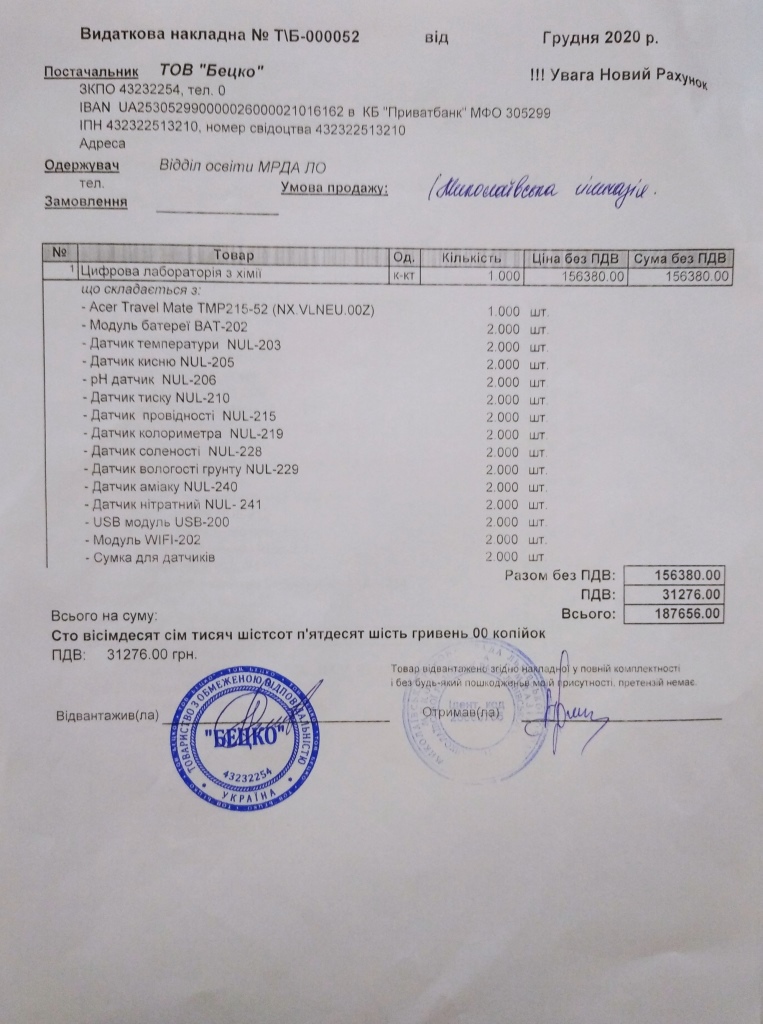 Видаткова накладна № Т\Б-000052 від Грудня 2020 р.
Постачальник ТОВ "Бецко" !!! Увага Новий Рахунок
ЗКПО 43232254, тел. 0
IBAN UA253052990000026000021016162 в КБ "Приватбанк" МФО 305299
ІПН 432322513210, номер свідоцтва 432322513210
Адреса
Одержувач Відділ освіти МРДА ЛО
тел. Умова продажу: Миколаївська гімназія.
Замовлення
№ Товар Од. Кількість Ціна без ПДВ Сума без ПДВ
1 Цифрова лабораторія з хімії к-кт 1.000 156380.00 156380.00
що складається з:
- Acer Travel Mate TMP215-52 (NX.VLNEU.00Z) 1.000 шт.
- Модуль батереї BAT-202 2.000 шт.
- Датчик температури NUL-203 2.000 шт.
- Датчик кисню NUL-205 2.000 шт.
- pH датчик NUL-206 2.000 шт.
- Датчик тиску NUL-210 2.000 шт.
- Датчик провідності NUL-215 2.000 шт.
- Датчик колориметра NUL-219 2.000 шт.
- Датчик солености NUL-228 2.000 шт.
- Датчик вологості грунту NUL-229 2.000 шт.
- Датчик аміаку NUL-240 2.000 шт.
- Датчик нітратний NUL- 241 2.000 шт.
- USB модуль USB-200 2.000 шт.
- Модуль WIFI-202 2.000 шт.
- Сумка для датчиків 2.000 шт
Разом без ПДВ: 156380.00
ПДВ: 31276.00
Всього: 187656.00
Всього на суму:
Сто вісімдесят сім тисяч шістсот п'ятдесят шість гривень 00 копійок
ПДВ: 31276.00 грн.
Товар відвантажено згідно накладної у повній комплектності
і без будь-який пошкоджень в моїй присутності, претензій немає.
Відвантажив(ла) Отримав(ла)
ТОВАРИСТВО З ОБМЕЖЕНОЮ ВІДПОВІДАЛЬНІСТЮ
"БЕЦКО"
43232254
УКРАЇНА